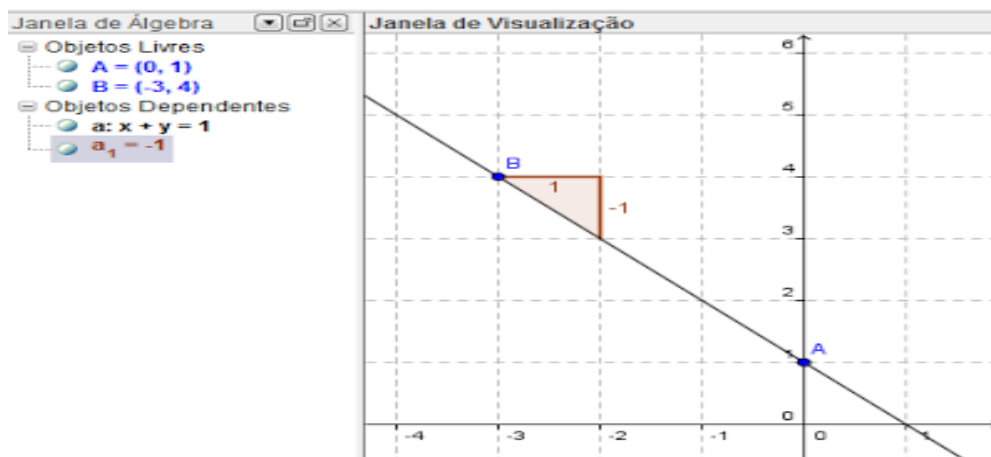 Janela de Álgebra
Objetos Livres
A = (0, 1)
B = (-3, 4)
Objetos Dependentes
a: x + y = 1
a₁ = -1
Janela de Visualização
6
5
B
4
1
-1
3
2
1
A
0
-4 -3 -2 -1 0 1